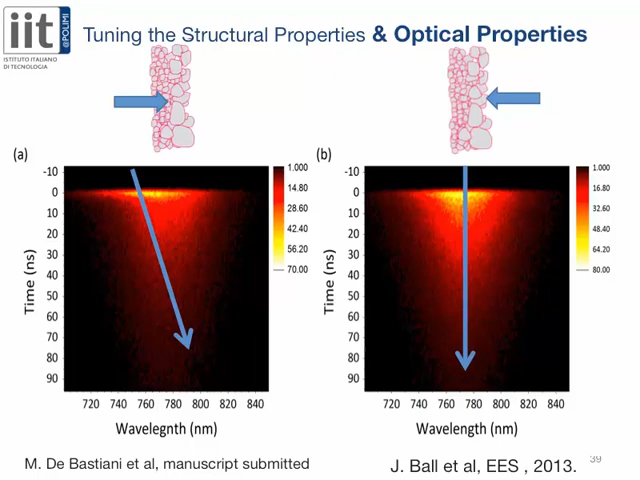 iit
@POLIMI
ISTITUTO ITALIANO
DI TECNOLOGIA
Tuning the Structural Properties & Optical Properties
(a)
-10
0
10
20
30
40
50
60
70
80
90
Time (ns)
720 740 760 780 800 820 840
Wavelegnth (nm)
1.000
14.80
28.60
42.40
56.20
70.00
(b)
-10
0
10
20
30
40
50
60
70
80
90
Time (ns)
720 740 760 780 800 820 840
Wavelength (nm)
1.000
16.80
32.60
48.40
64.20
80.00
M. De Bastiani et al, manuscript submitted
J. Ball et al, EES , 2013.
39